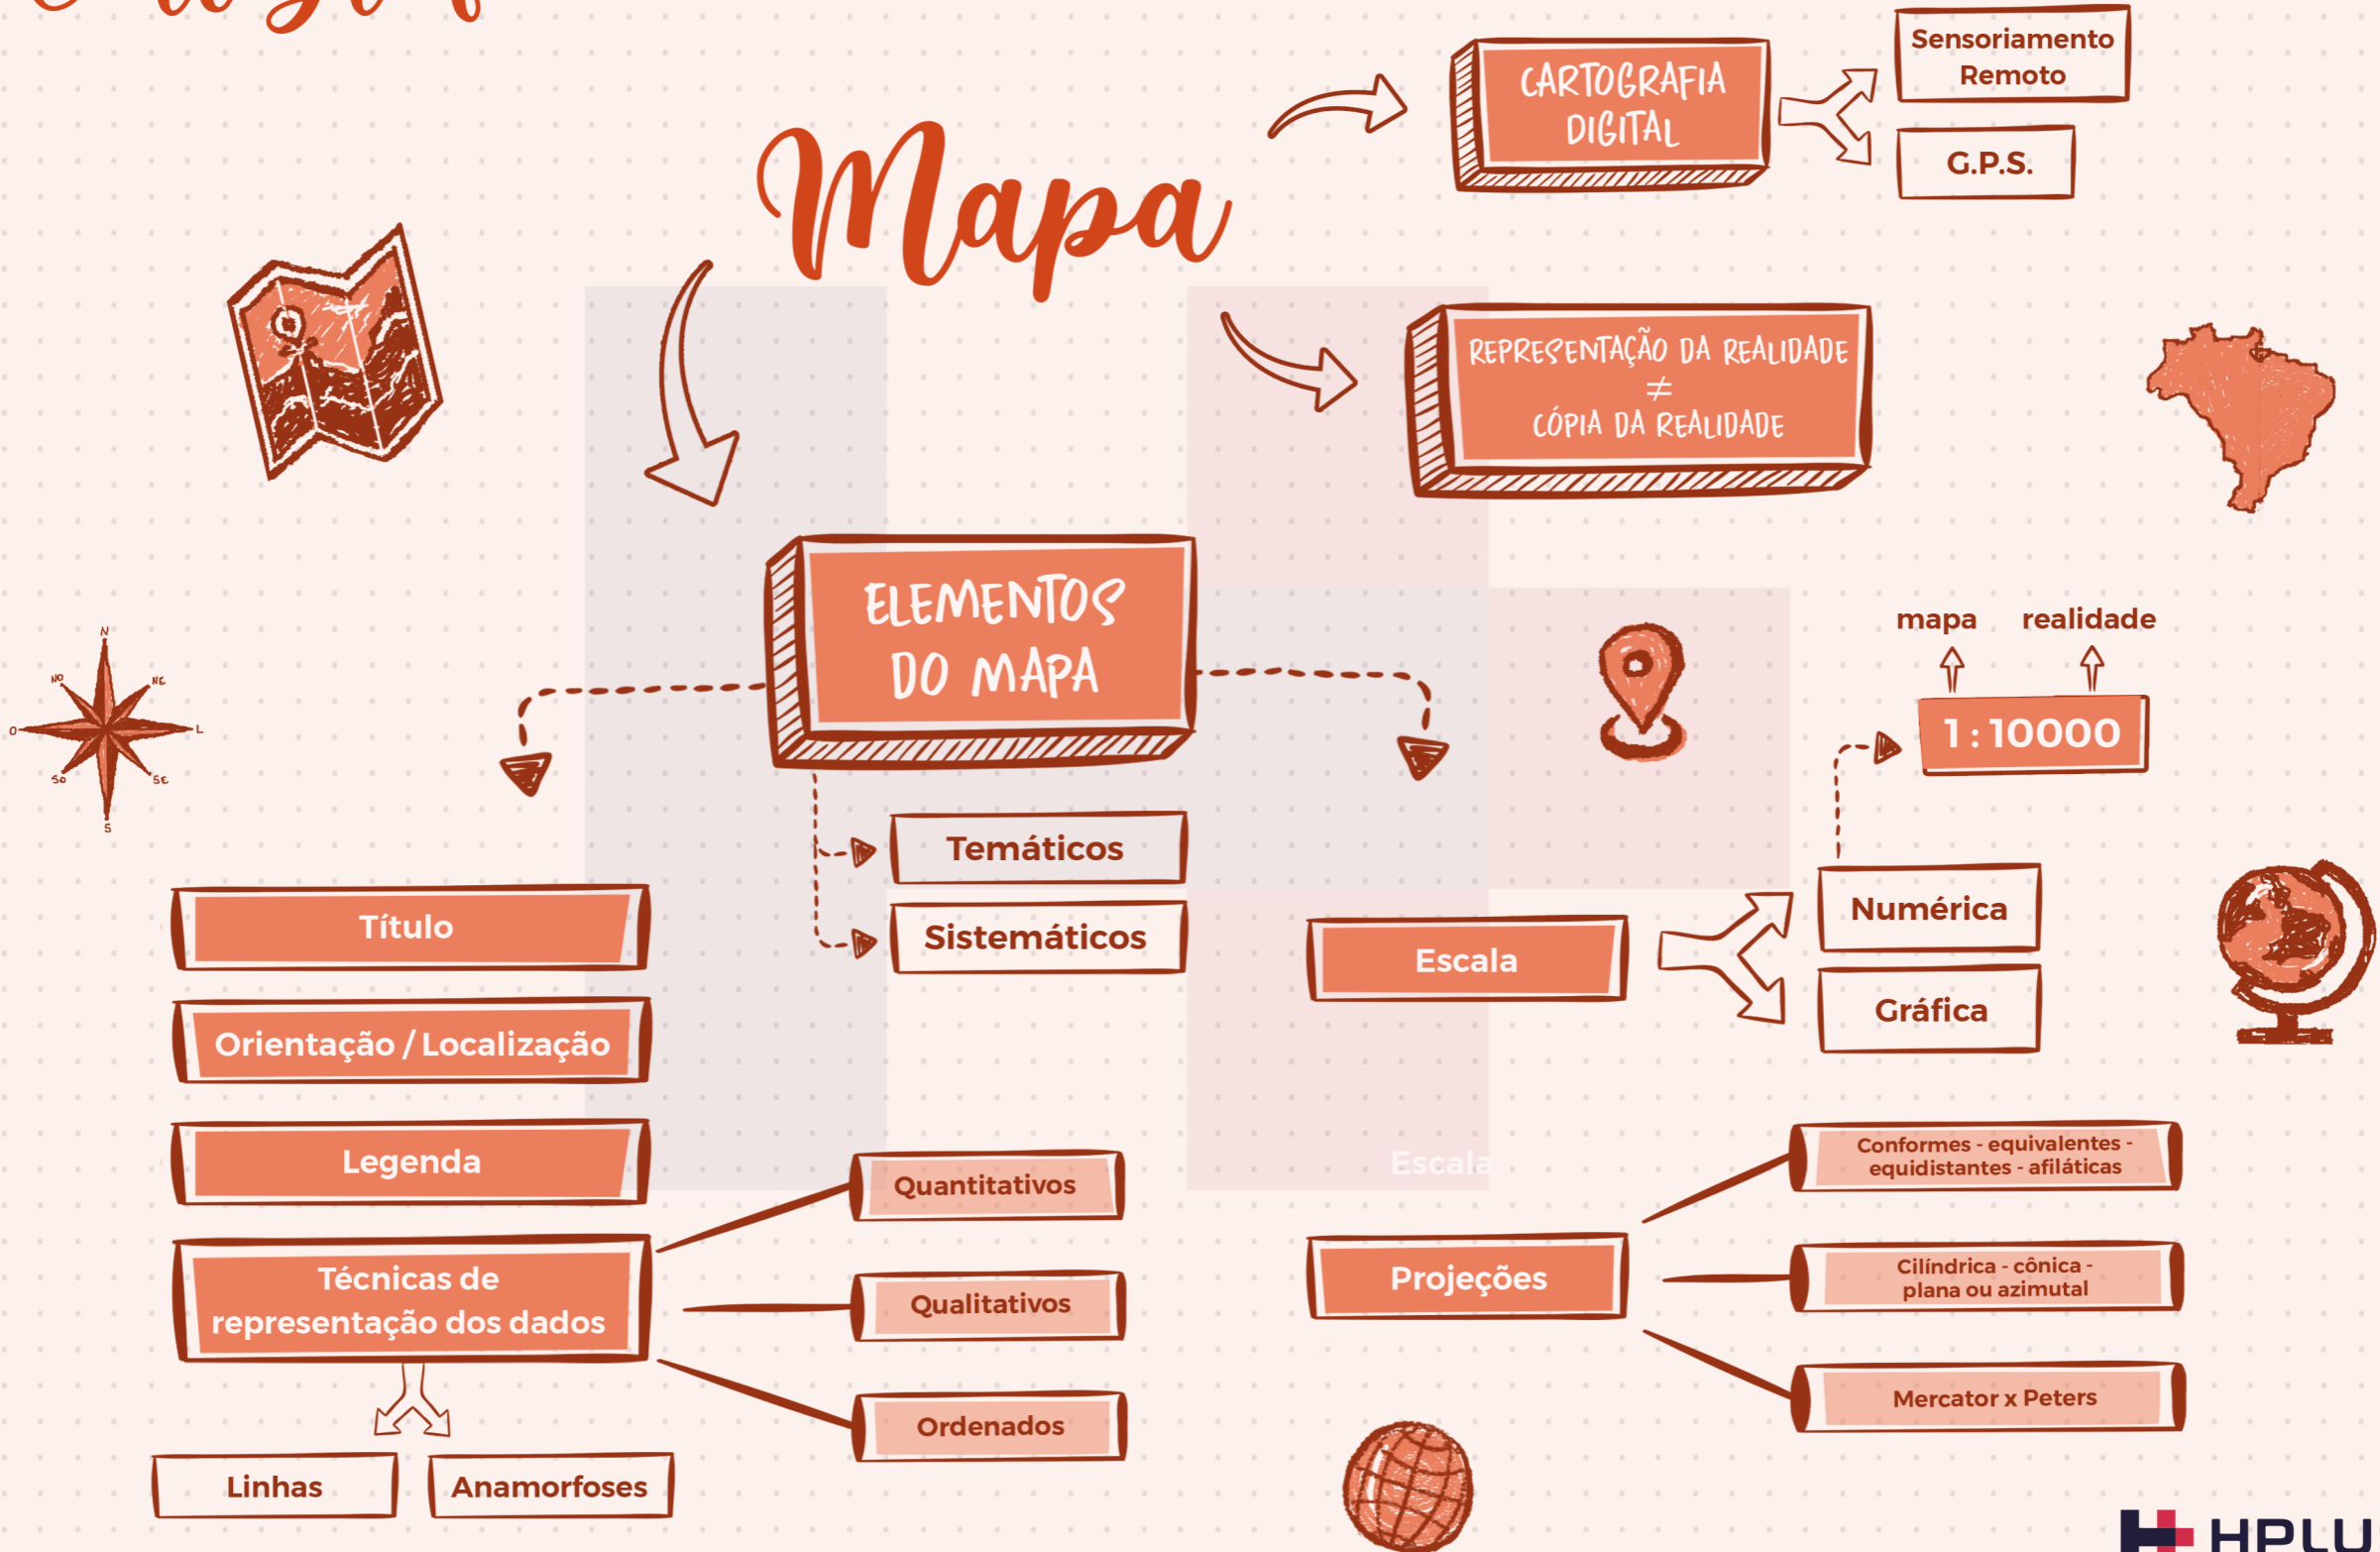 Mapa
CARTOGRAFIA
DIGITAL
Sensoriamento
Remoto
G.P.S.
REPRESENTAÇÃO DA REALIDADE
≠
CÓPIA DA REALIDADE
ELEMENTOS
DO MAPA
N
NO
NE
O
L
SO
SE
S
Temáticos
Sistemáticos
Título
Orientação / Localização
Legenda
Técnicas de
representação dos dados
Linhas
Anamorfoses
Quantitativos
Qualitativos
Ordenados
mapa
realidade
1 : 10000
Escala
Numérica
Gráfica
Escala
Projeções
Conformes - equivalentes -
equidistantes - afiláticas
Cilíndrica - cônica -
plana ou azimutal
Mercator x Peters
HPLU